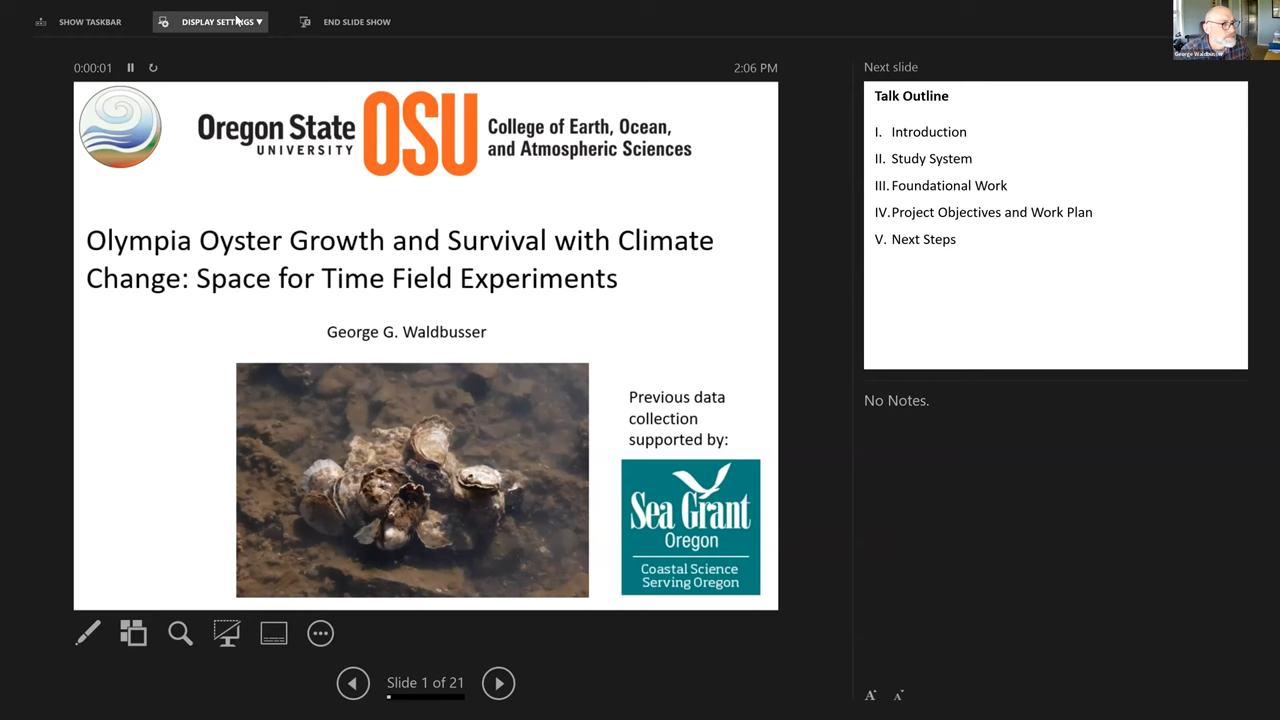 SHOW TASKBAR
DISPLAY SETTINGS ▼
END SLIDE SHOW
George Waldbusser
0:00:01
2:06 PM
Next slide
Oregon State
UNIVERSITY
OSU
College of Earth, Ocean,
and Atmospheric Sciences
Olympia Oyster Growth and Survival with Climate
Change: Space for Time Field Experiments
George G. Waldbusser
Previous data
collection
supported by:
Sea Grant
Oregon
Coastal Science
Serving Oregon
Talk Outline
I. Introduction
II. Study System
III. Foundational Work
IV. Project Objectives and Work Plan
V. Next Steps
No Notes.
Slide 1 of 21
A A